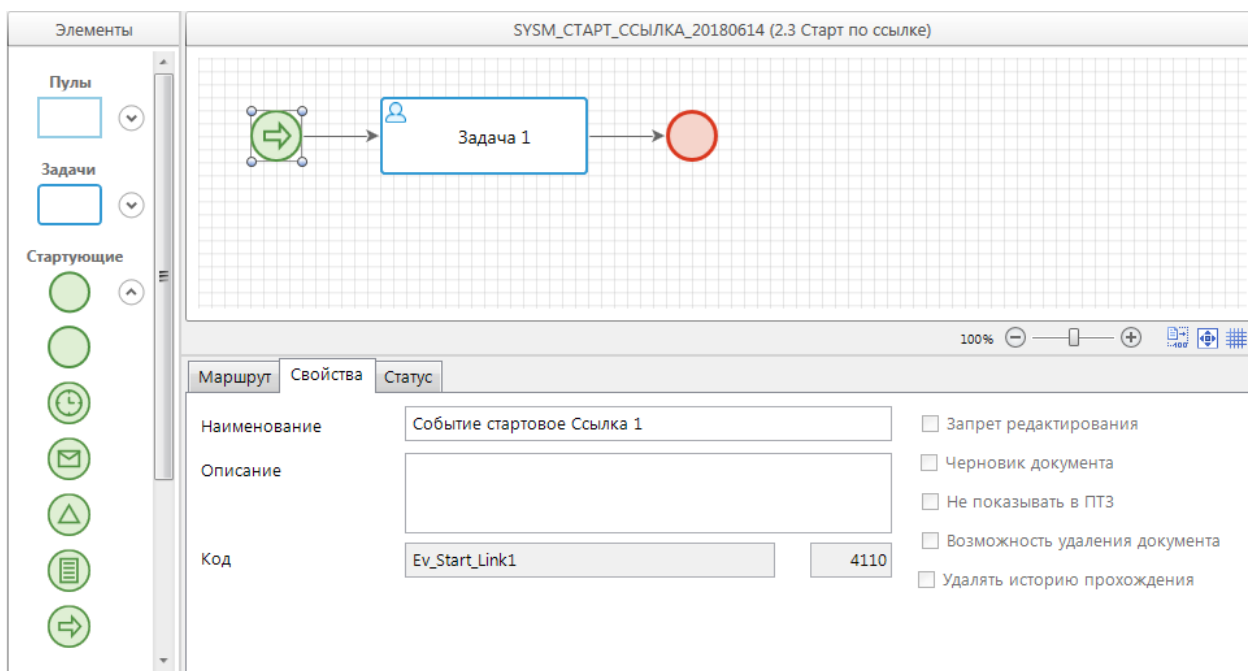 Элементы
SYSM_СТАРТ_ССЫЛКА_20180614 (2.3 Старт по ссылке)
Пулы
Задачи
Стартующие
Задача 1
100%
Маршрут Свойства Статус
Наименование Событие стартовое Ссылка 1
Описание
Код Ev_Start_Link1 4110
Запрет редактирования
Черновик документа
Не показывать в ПТЗ
Возможность удаления документа
Удалять историю прохождения